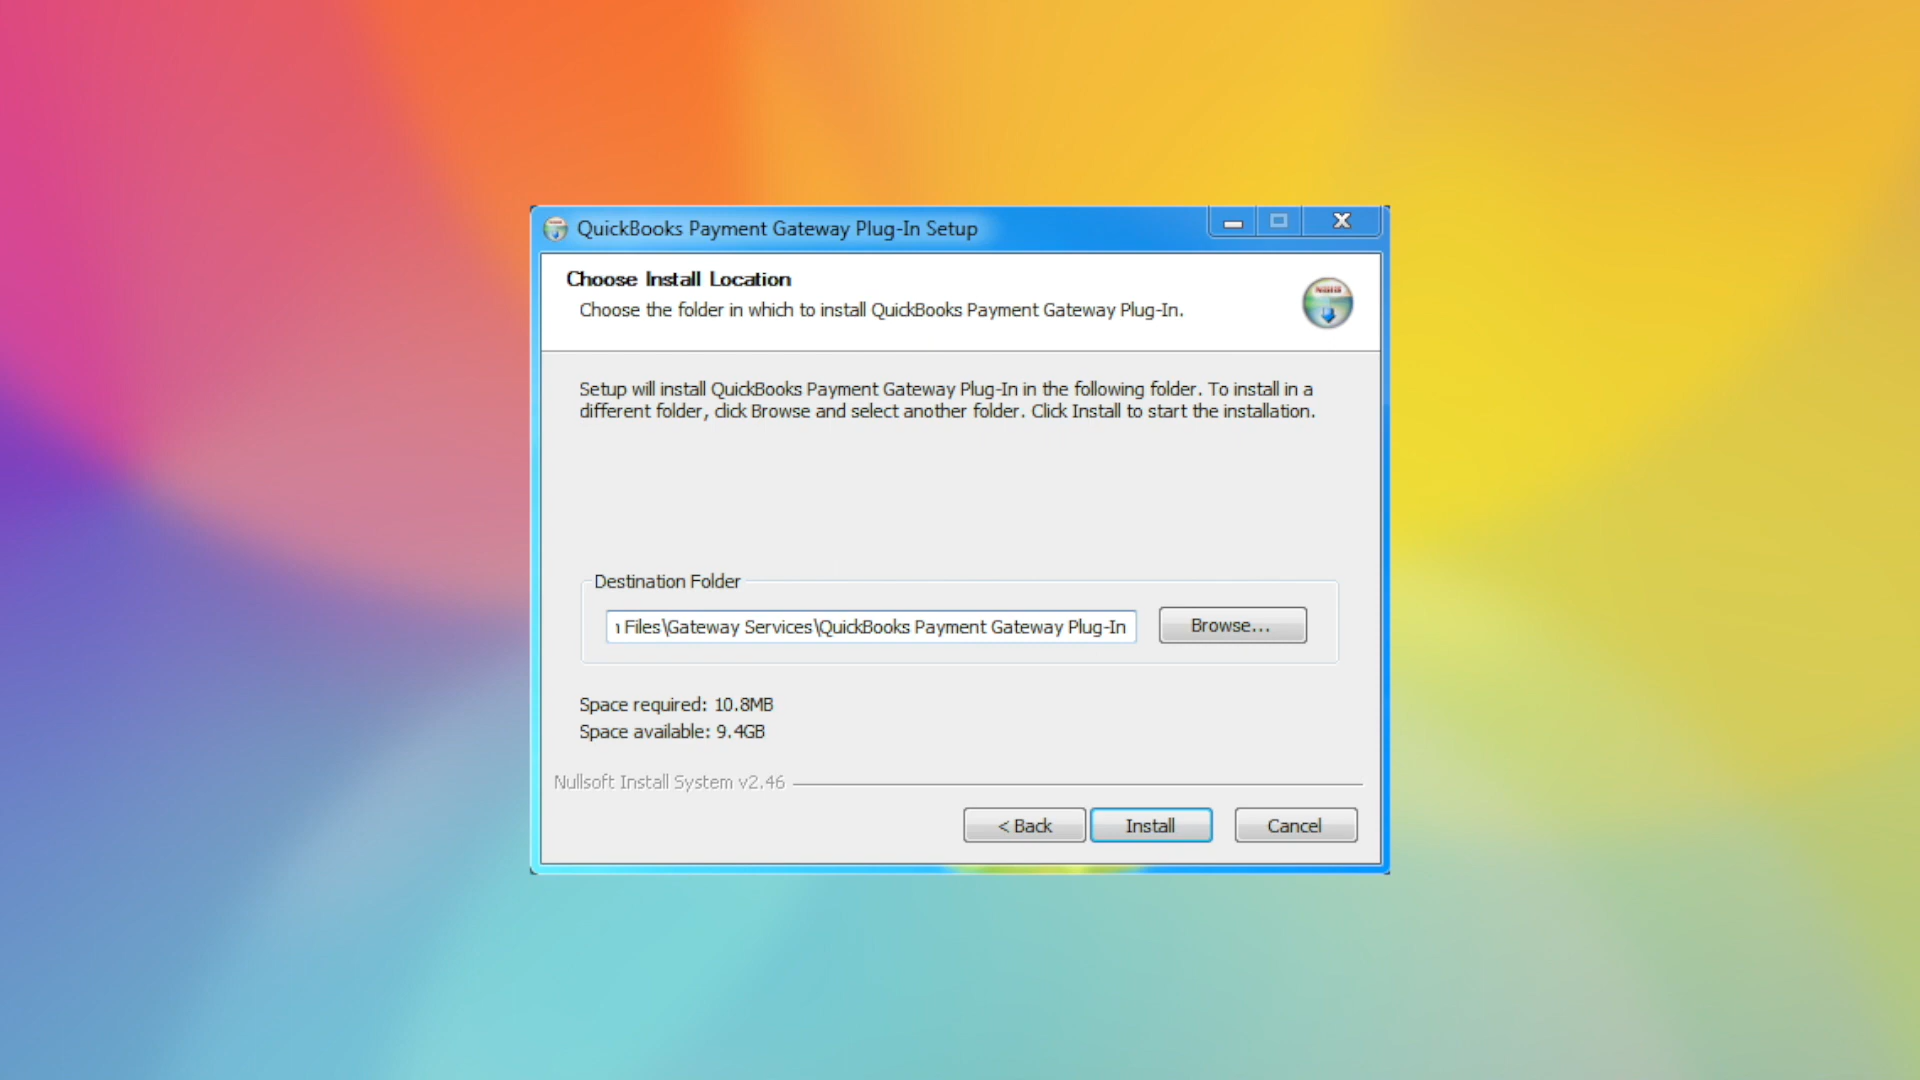 QuickBooks Payment Gateway Plug-In Setup
Choose Install Location
Choose the folder in which to install QuickBooks Payment Gateway Plug-In.
Setup will install QuickBooks Payment Gateway Plug-In in the following folder. To install in a
different folder, click Browse and select another folder. Click Install to start the installation.
Destination Folder
Files\Gateway Services\QuickBooks Payment Gateway Plug-In
Browse...
Space required: 10.8MB
Space available: 9.4GB
Nullsoft Install System v2.46
< Back
Install
Cancel